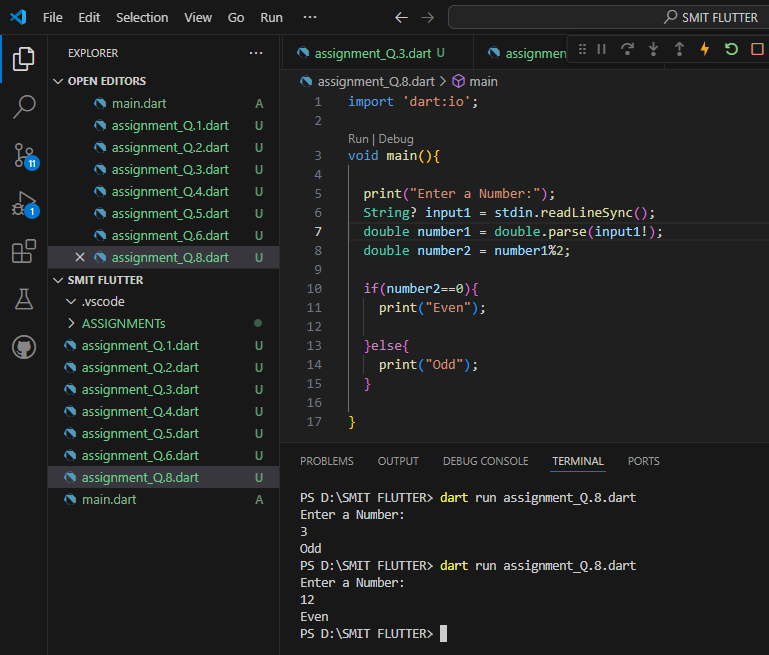 File Edit Selection View Go Run ··· ← → SMIT FLUTTER
EXPLORER ···
OPEN EDITORS
main.dart A
assignment_Q.1.dart U
assignment_Q.2.dart U
assignment_Q.3.dart U
assignment_Q.4.dart U
assignment_Q.5.dart U
assignment_Q.6.dart U
assignment_Q.8.dart U
SMIT FLUTTER
.vscode
ASSIGNMENTs
assignment_Q.1.dart U
assignment_Q.2.dart U
assignment_Q.3.dart U
assignment_Q.4.dart U
assignment_Q.5.dart U
assignment_Q.6.dart U
assignment_Q.8.dart U
main.dart A
11
1
assignment_Q.3.dart U assignmen
assignment_Q.8.dart > main
1 import 'dart:io';
2
Run | Debug
3 void main(){
4
5 print("Enter a Number:");
6 String? input1 = stdin.readLineSync();
7 double number1 = double.parse(input1!);
8 double number2 = number1%2;
9
10 if(number2==0){
11 print("Even");
12
13 }else{
14 print("Odd");
15 }
16
17 }
PROBLEMS OUTPUT DEBUG CONSOLE TERMINAL PORTS
PS D:\SMIT FLUTTER> dart run assignment_Q.8.dart
Enter a Number:
3
Odd
PS D:\SMIT FLUTTER> dart run assignment_Q.8.dart
Enter a Number:
12
Even
PS D:\SMIT FLUTTER>